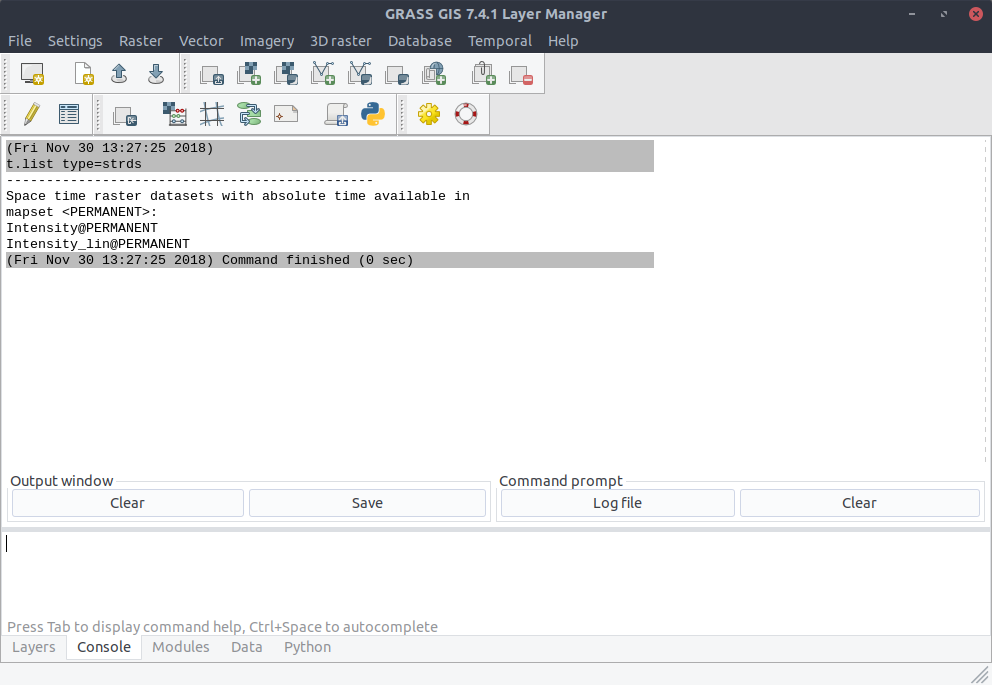 GRASS GIS 7.4.1 Layer Manager
File Settings Raster Vector Imagery 3D raster Database Temporal Help
(Fri Nov 30 13:27:25 2018)
t.list type=strds
----------------------------------------------
Space time raster datasets with absolute time available in
mapset <PERMANENT>:
Intensity@PERMANENT
Intensity_lin@PERMANENT
(Fri Nov 30 13:27:25 2018) Command finished (0 sec)
Output window Command prompt
Clear Save Log file Clear
Press Tab to display command help, Ctrl+Space to autocomplete
Layers Console Modules Data Python